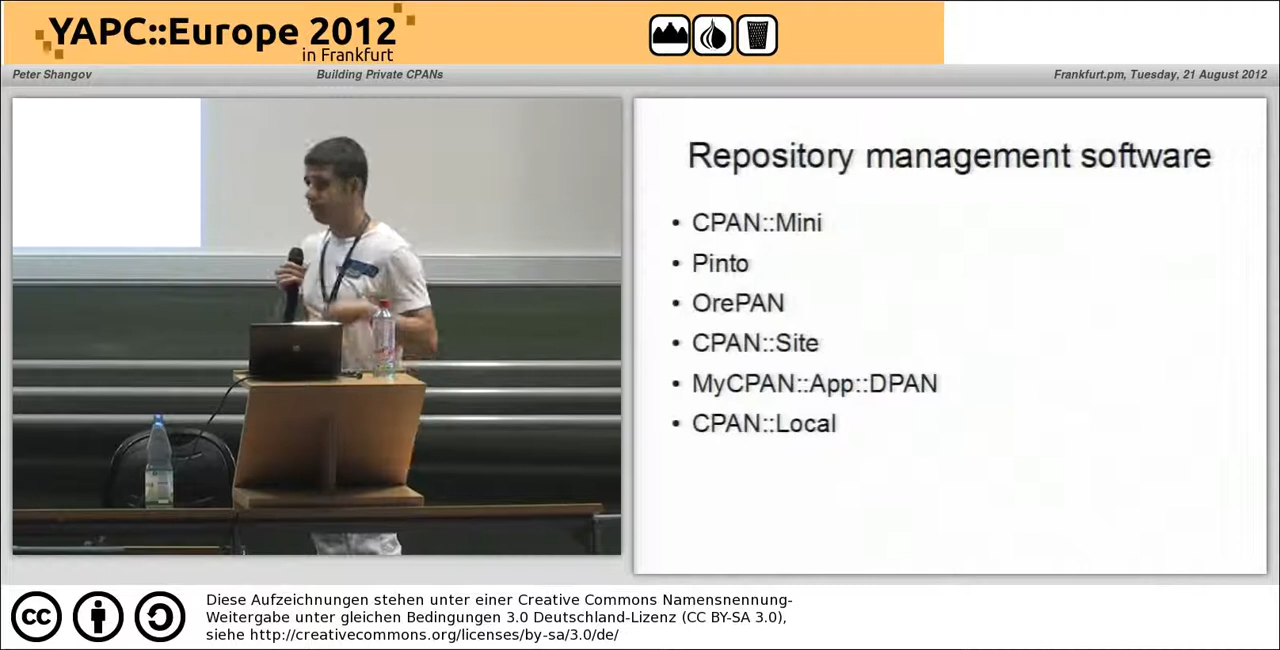 YAPC::Europe 2012
in Frankfurt
Peter Shangov
Building Private CPANs
Frankfurt.pm, Tuesday, 21 August 2012
Repository management software
• CPAN::Mini
• Pinto
• OrePAN
• CPAN::Site
• MyCPAN::App::DPAN
• CPAN::Local
cc
Diese Aufzeichnungen stehen unter einer Creative Commons Namensnennung-
Weitergabe unter gleichen Bedingungen 3.0 Deutschland-Lizenz (CC BY-SA 3.0),
siehe http://creativecommons.org/licenses/by-sa/3.0/de/